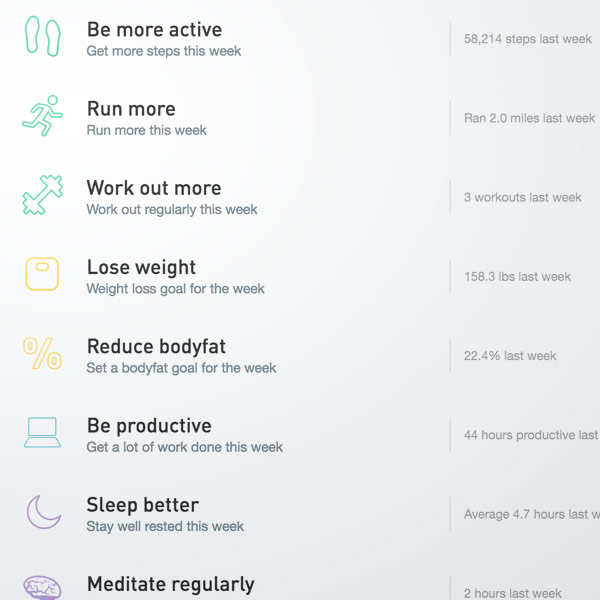 Be more active
Get more steps this week
58,214 steps last week
Run more
Run more this week
Ran 2.0 miles last week
Work out more
Work out regularly this week
3 workouts last week
Lose weight
Weight loss goal for the week
158.3 lbs last week
Reduce bodyfat
Set a bodyfat goal for the week
22.4% last week
Be productive
Get a lot of work done this week
44 hours productive last
Sleep better
Stay well rested this week
Average 4.7 hours last w
Meditate regularly
2 hours last week